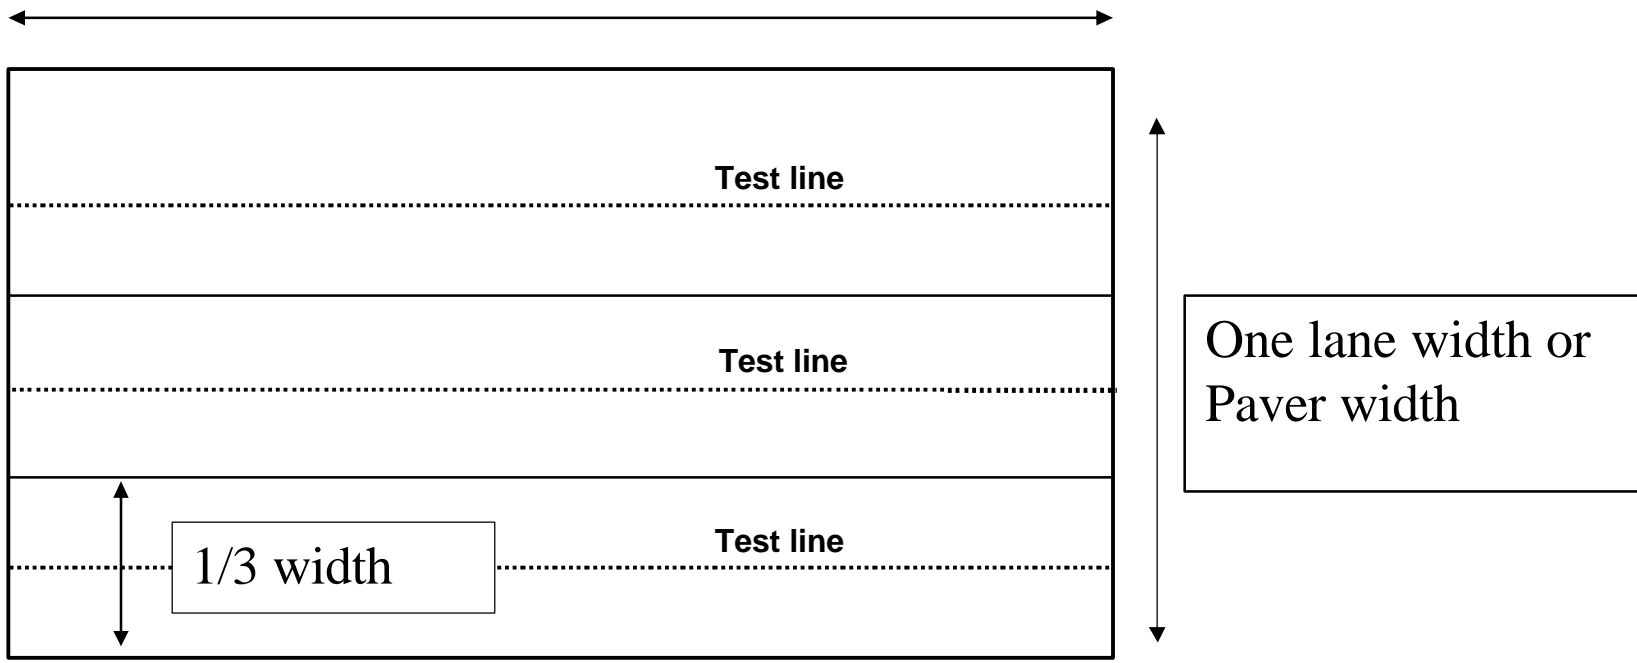 Test line
Test line
One lane width or
Paver width
Test line
1/3 width